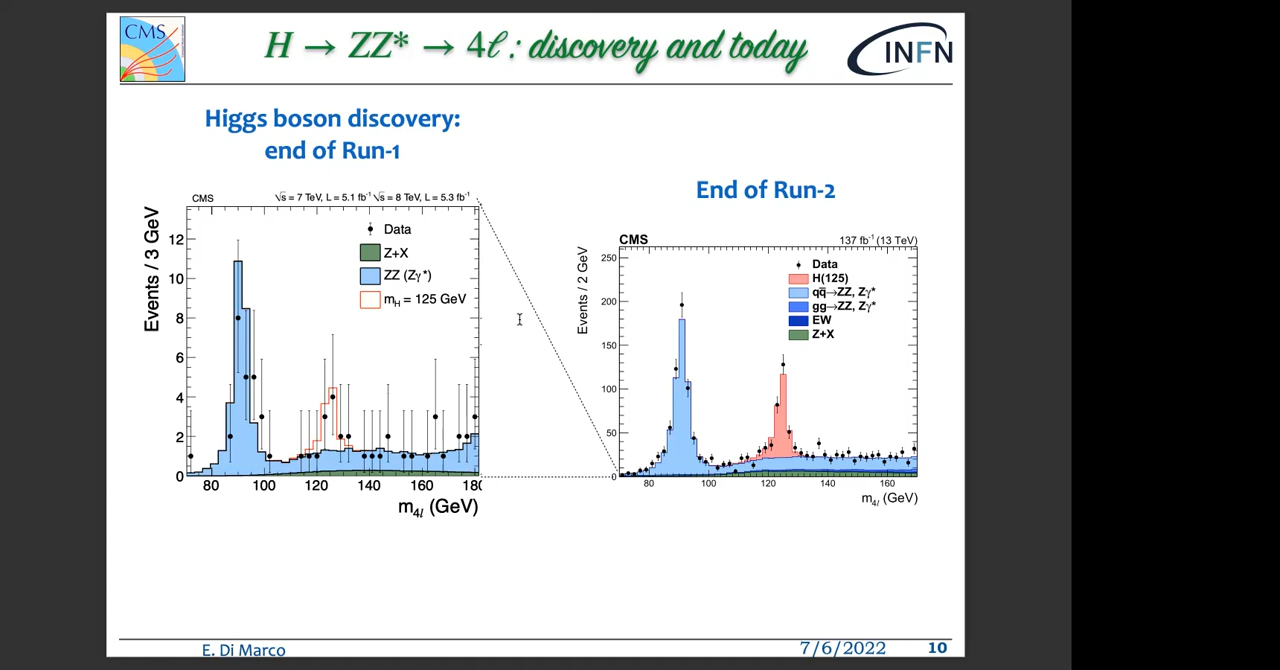 CMS
H → ZZ* → 4ℓ : discovery and today
INFN
Higgs boson discovery:
end of Run-1
CMS √s = 7 TeV, L = 5.1 fb⁻¹ √s = 8 TeV, L = 5.3 fb⁻¹
Events / 3 GeV
Data
Z+X
ZZ (Zγ*)
m_H = 125 GeV
12
10
8
6
4
2
0
80 100 120 140 160 180
m_4ℓ (GeV)
End of Run-2
CMS 137 fb⁻¹ (13 TeV)
Events / 2 GeV
Data
H(125)
qq̄→ZZ, Zγ*
gg→ZZ, Zγ*
EW
Z+X
250
200
150
100
50
0
80 100 120 140 160
m_4ℓ (GeV)
E. Di Marco 7/6/2022 10